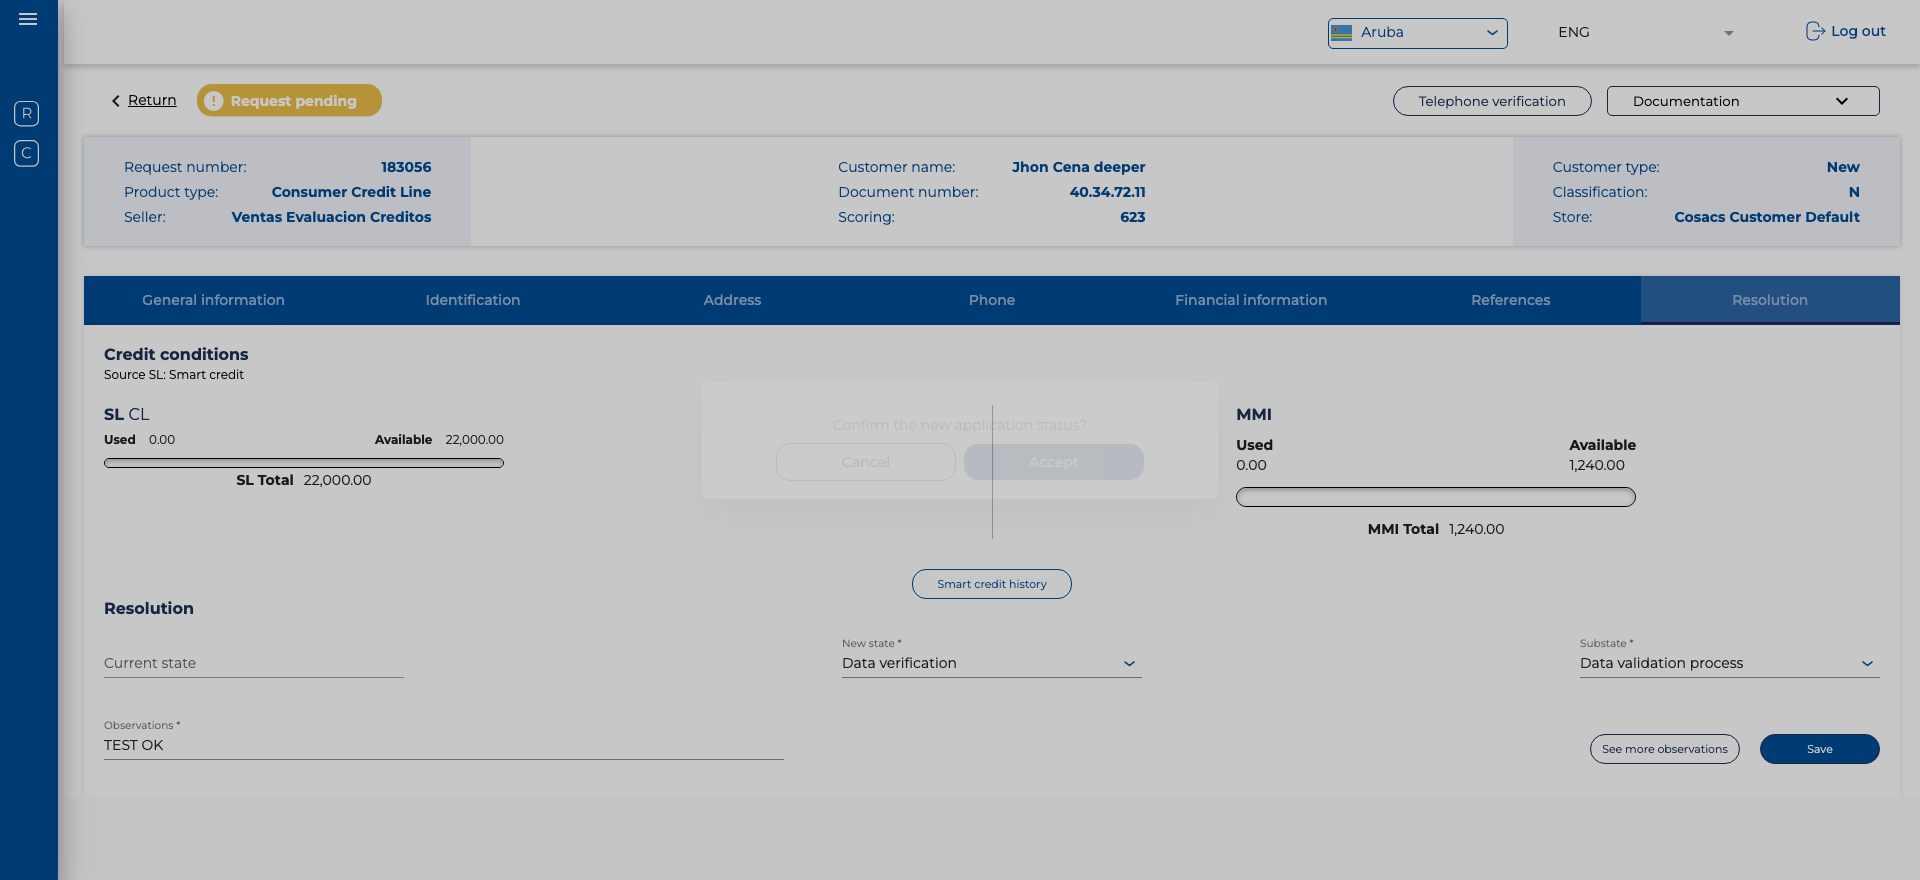 Aruba
ENG
Log out
R
C
Return
! Request pending
Telephone verification
Documentation
Request number: 183056
Product type: Consumer Credit Line
Seller: Ventas Evaluacion Creditos
Customer name: Jhon Cena deeper
Document number: 40.34.72.11
Scoring: 623
Customer type: New
Classification: N
Store: Cosacs Customer Default
General information
Identification
Address
Phone
Financial information
References
Resolution
Credit conditions
Source SL: Smart credit
SL CL
Used 0.00 Available 22,000.00
SL Total 22,000.00
Confirm the new application status?
Cancel
Accept
MMI
Used Available
0.00 1,240.00
MMI Total 1,240.00
Smart credit history
Resolution
Current state
New state *
Data verification
Substate *
Data validation process
Observations *
TEST OK
See more observations
Save